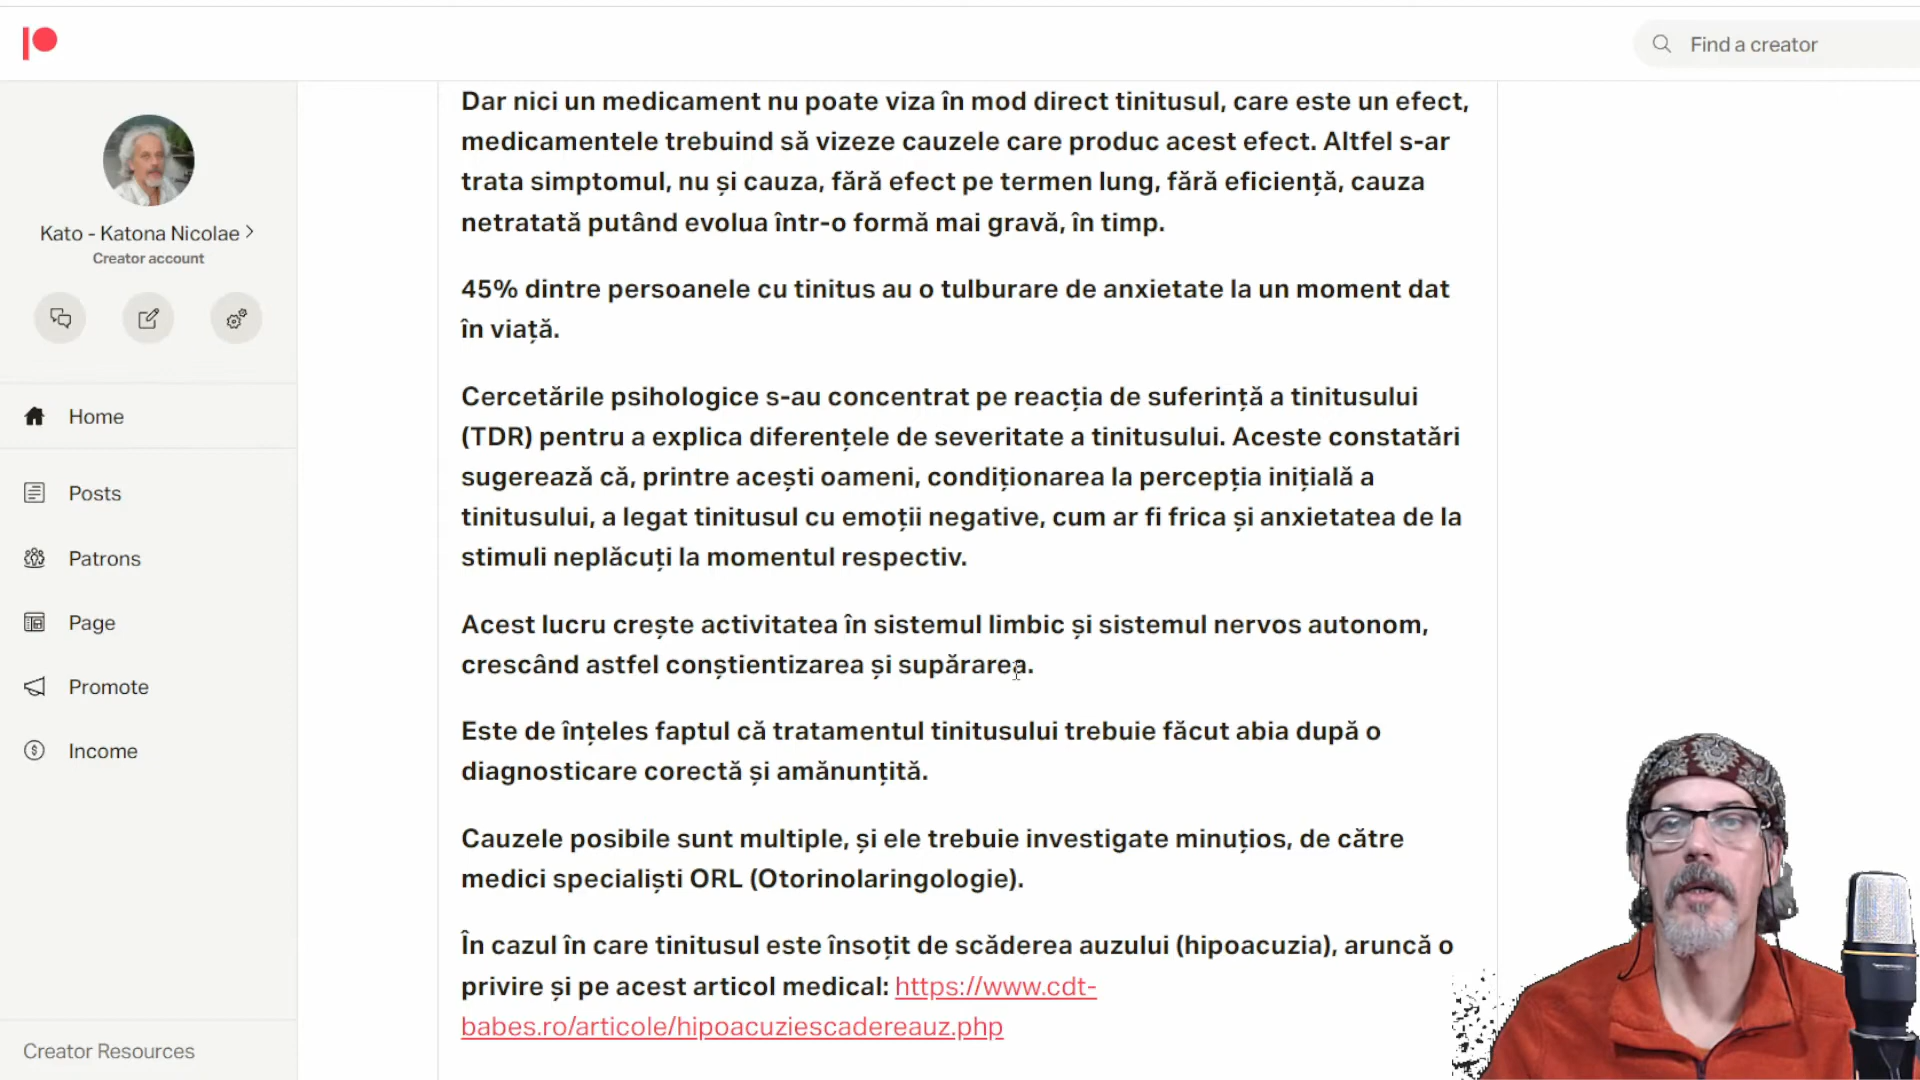 Find a creator
Kato - Katona Nicolae
Creator account
Home
Posts
Patrons
Page
Promote
Income
Creator Resources
Dar nici un medicament nu poate viza în mod direct tinitusul, care este un efect,
medicamentele trebuind să vizeze cauzele care produc acest efect. Altfel s-ar
trata simptomul, nu și cauza, fără efect pe termen lung, fără eficiență, cauza
netratată putând evolua într-o formă mai gravă, în timp.
45% dintre persoanele cu tinitus au o tulburare de anxietate la un moment dat
în viață.
Cercetările psihologice s-au concentrat pe reacția de suferință a tinitusului
(TDR) pentru a explica diferențele de severitate a tinitusului. Aceste constatări
sugerează că, printre acești oameni, condiționarea la percepția inițială a
tinitusului, a legat tinitusul cu emoții negative, cum ar fi frica și anxietatea de la
stimuli neplăcuți la momentul respectiv.
Acest lucru crește activitatea în sistemul limbic și sistemul nervos autonom,
crescând astfel conștientizarea și supărarea.
Este de înțeles faptul că tratamentul tinitusului trebuie făcut abia după o
diagnosticare corectă și amănunțită.
Cauzele posibile sunt multiple, și ele trebuie investigate minuțios, de către
medici specialiști ORL (Otorinolaringologie).
În cazul în care tinitusul este însoțit de scăderea auzului (hipoacuzia), aruncă o
privire și pe acest articol medical: https://www.cdt-
babes.ro/articole/hipoacuziescadereauz.php